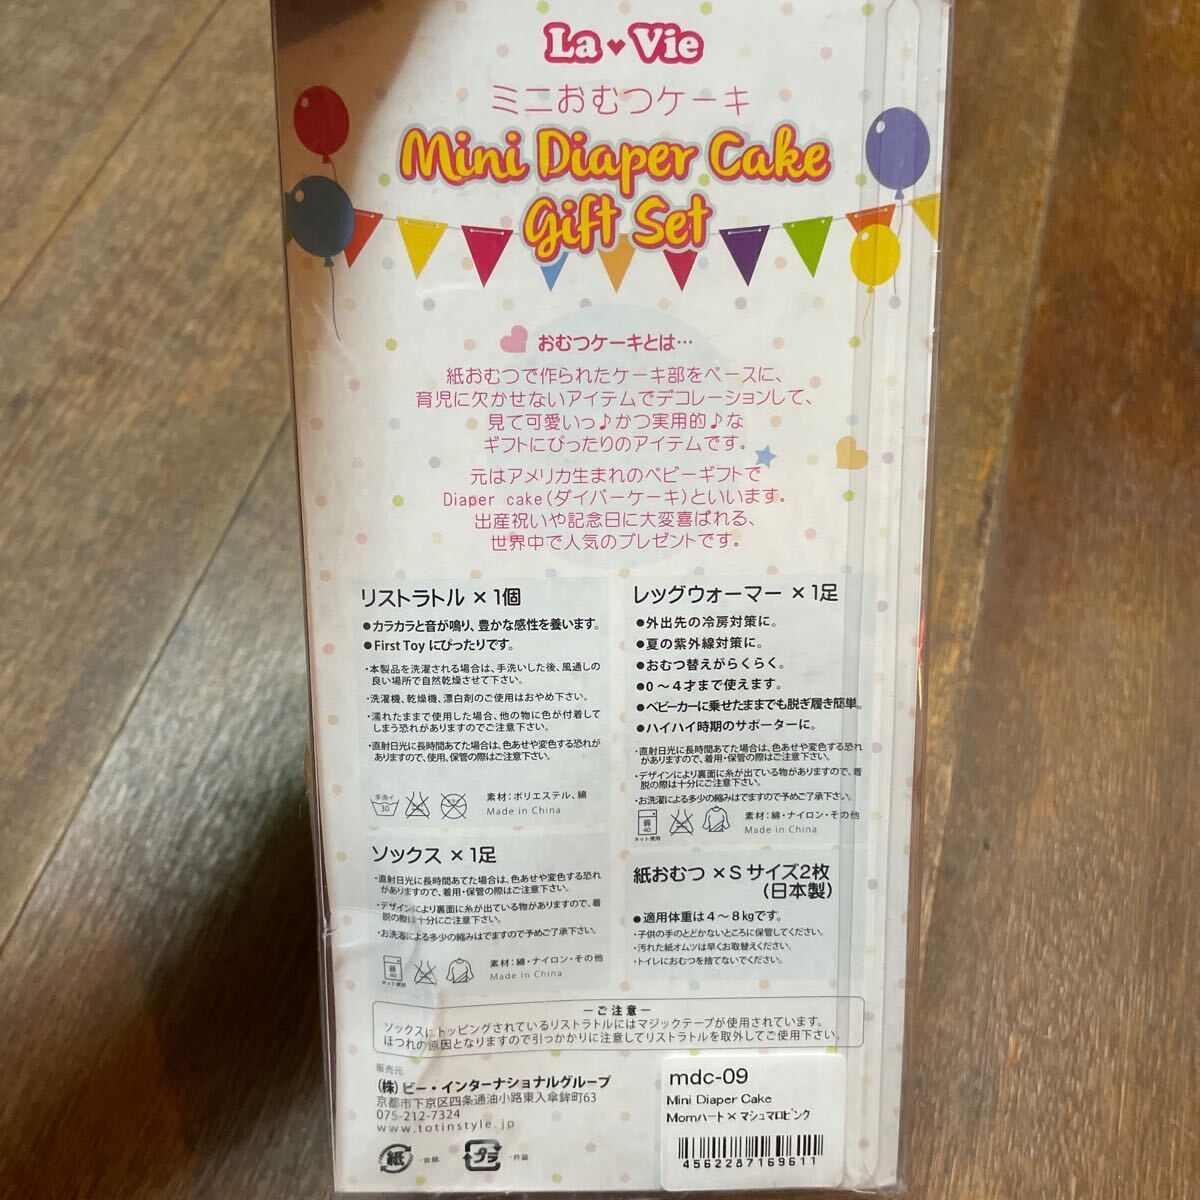 La♥Vie
ミニおむつケーキ
Mini Diaper Cake
Gift Set
おむつケーキとは…
紙おむつで作られたケーキ部をベースに、
育児に欠かせないアイテムでデコレーションして、
見て可愛いっ♪かつ実用的♪な
ギフトにぴったりのアイテムです。
元はアメリカ生まれのベビーギフトで
Diaper cake(ダイパーケーキ)といいます。
出産祝いや記念日に大変喜ばれる、
世界中で人気のプレゼントです。
リストラトル × 1個
●カラカラと音が鳴り、豊かな感性を養います。
●First Toy にぴったりです。
・本製品を洗濯される場合は、手洗いした後、風通しの
良い場所で自然乾燥させて下さい。
・洗濯機、乾燥機、漂白剤のご使用はおやめ下さい。
・濡れたままで使用した場合、他の物に色が付着して
しまう恐れがありますのでご注意下さい。
・直射日光に長時間あてた場合は、色あせや変色する恐れが
ありますので、使用、保管の際はご注意下さい。
手洗イ
30
素材：ポリエステル、綿
Made in China
ソックス × 1足
・直射日光に長時間あてた場合は、色あせや変色する恐れ
がありますので、着用・保管の際はご注意下さい。
・デザインにより裏面に糸が出ている物がありますので、着
脱の際は十分にご注意下さい。
・お洗濯による多少の縮みはでますので予めご了承下さい。
弱
40
ネット使用
素材：綿・ナイロン・その他
Made in China
レッグウォーマー × 1足
●外出先の冷房対策に。
●夏の紫外線対策に。
●おむつ替えがらくらく。
●0～4才まで使えます。
●ベビーカーに乗せたままでも脱ぎ履き簡単。
●ハイハイ時期のサポーターに。
・直射日光に長時間あてた場合は、色あせや変色する恐れ
がありますので、着用・保管の際はご注意下さい。
・デザインにより裏面に糸が出ている物がありますので、着
脱の際は十分にご注意下さい。
・お洗濯による多少の縮みはでますので予めご了承下さい。
弱
40
ネット使用
素材：綿・ナイロン・その他
Made in China
紙おむつ ×S サイズ2枚
(日本製)
●適用体重は4～8kgです。
・子供の手のとどかないところに保管してください。
・汚れた紙オムツは早くお取替えください。
・トイレにおむつを捨てないでください。
－ご注意－
ソックスにトッピングされているリストラトルにはマジックテープが使用されています。
ほつれの原因となりますので引っかかりに注意してリストラトルを取外してご使用下さい。
販売元
(株)ビー・インターナショナルグループ
京都市下京区四条通油小路東入傘鉾町63
075-212-7324
www.totinstyle.jp
紙
・台紙
プラ
・外装
mdc-09
Mini Diaper Cake
Momハート×マシュマロピンク
4562287169611